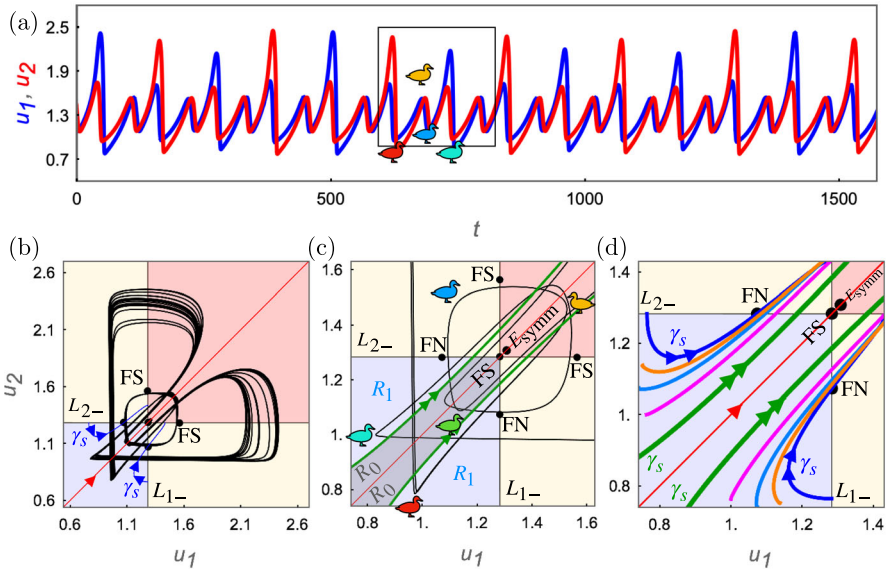 (a)
2.5
1.9
1.3
0.7
u1, u2
0 500 1000 1500
t
(b)
2.6
2.1
1.6
1.1
0.6
u2
L2−
FS
FS
γs
γs
L1−
0.6 1.1 1.6 2.1 2.6
u1
(c)
1.6
1.4
1.2
1.
0.8
L2−
FS
FN
Esymm
FS
FS
R1
FN
R0
R0
R1
L1−
0.8 1. 1.2 1.4 1.6
u1
(d)
1.4
1.2
1.
0.8
L2−
FN
Esymm
FS
γs
FN
γs
γs
γs
L1−
0.8 1. 1.2 1.4
u1